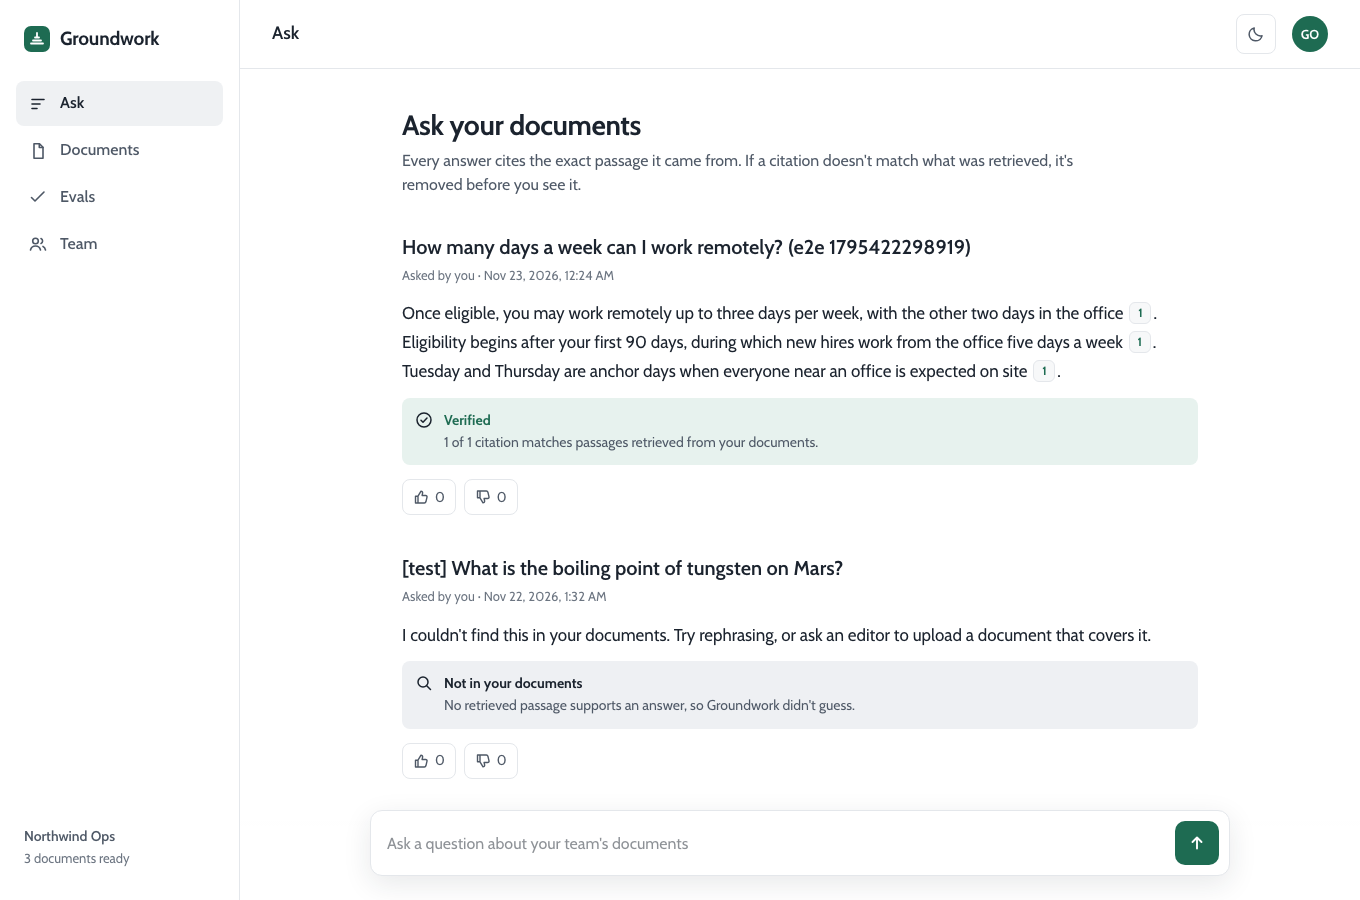 Groundwork
Ask
Documents
Evals
Team
Northwind Ops
3 documents ready
Ask
GO
Ask your documents
Every answer cites the exact passage it came from. If a citation doesn't match what was retrieved, it's
removed before you see it.
How many days a week can I work remotely? (e2e 1795422298919)
Asked by you · Nov 23, 2026, 12:24 AM
Once eligible, you may work remotely up to three days per week, with the other two days in the office 1 .
Eligibility begins after your first 90 days, during which new hires work from the office five days a week 1 .
Tuesday and Thursday are anchor days when everyone near an office is expected on site 1 .
Verified
1 of 1 citation matches passages retrieved from your documents.
0 0
[test] What is the boiling point of tungsten on Mars?
Asked by you · Nov 22, 2026, 1:32 AM
I couldn't find this in your documents. Try rephrasing, or ask an editor to upload a document that covers it.
Not in your documents
No retrieved passage supports an answer, so Groundwork didn't guess.
0 0
Ask a question about your team's documents